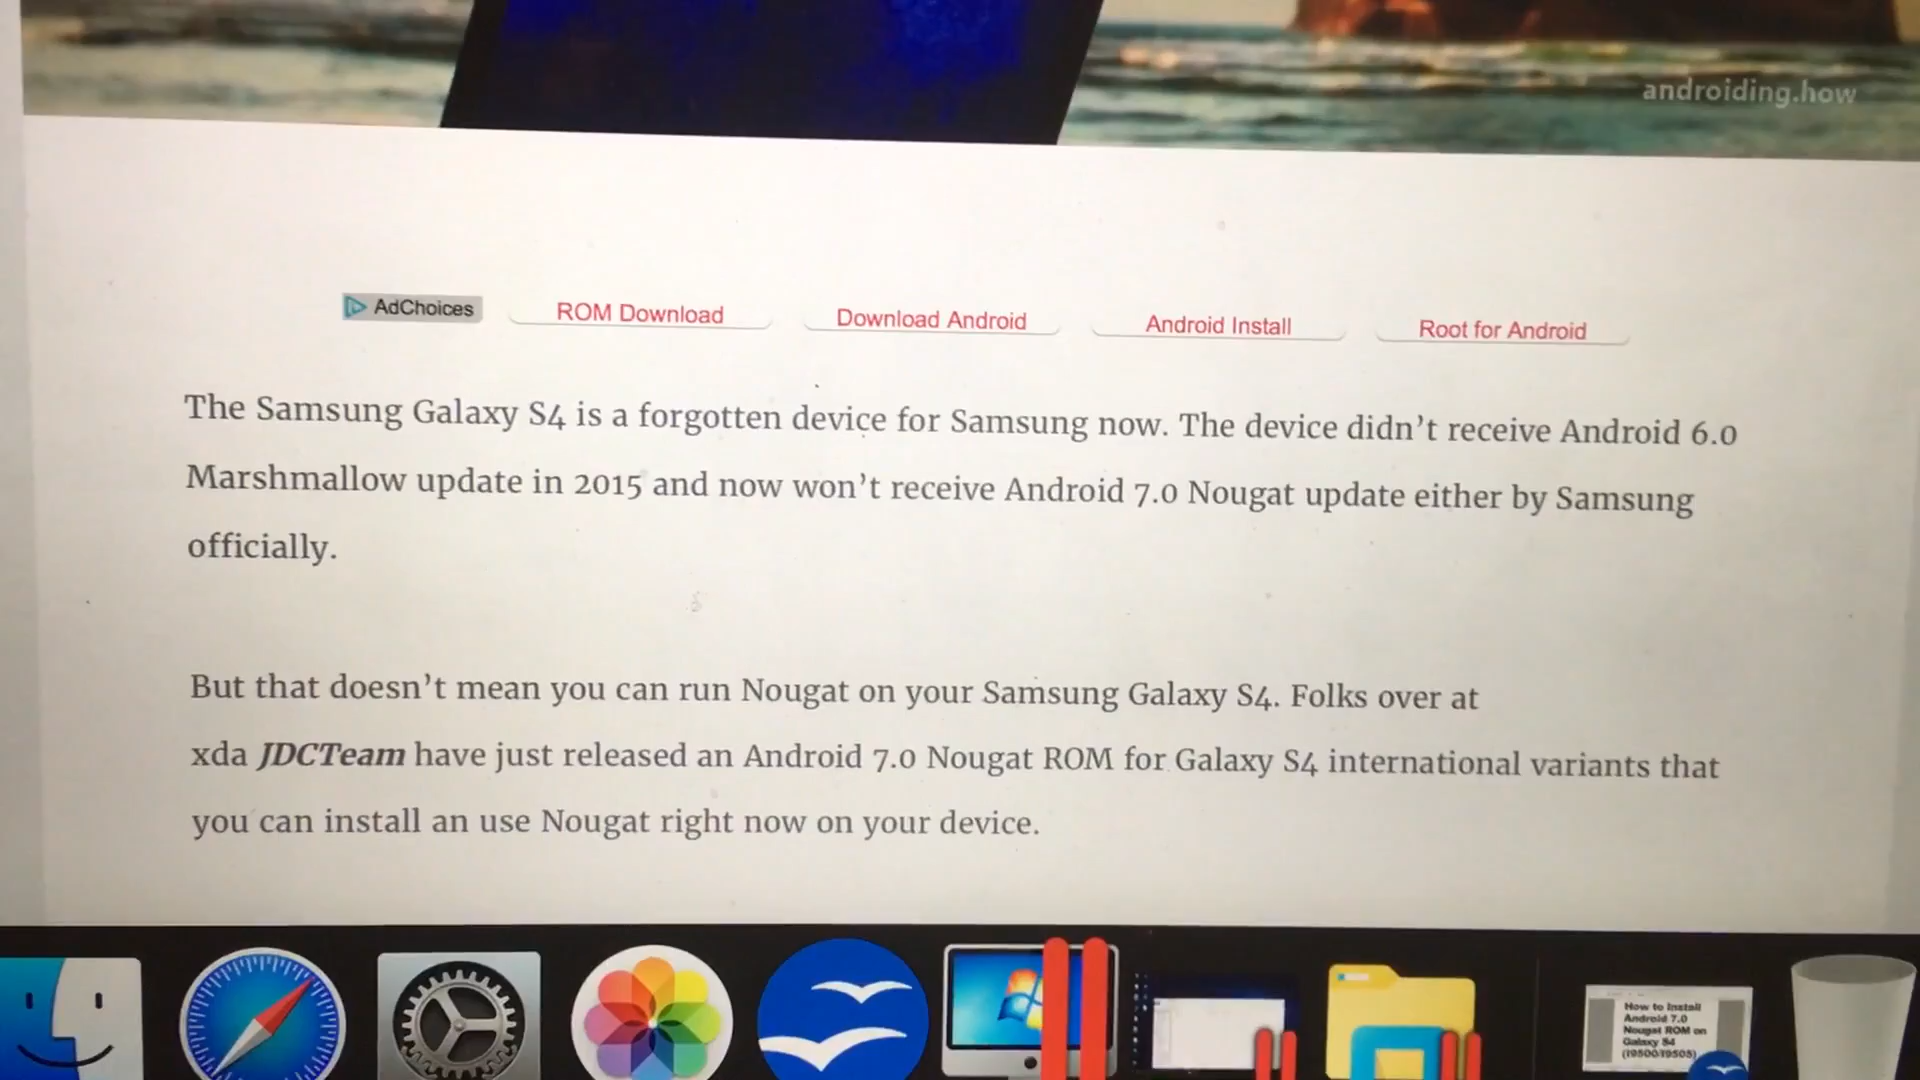 androiding.how
AdChoices
ROM Download
Download Android
Android Install
Root for Android
The Samsung Galaxy S4 is a forgotten device for Samsung now. The device didn’t receive Android 6.0
Marshmallow update in 2015 and now won’t receive Android 7.0 Nougat update either by Samsung
officially.
But that doesn’t mean you can run Nougat on your Samsung Galaxy S4. Folks over at
xda JDCTeam have just released an Android 7.0 Nougat ROM for Galaxy S4 international variants that
you can install an use Nougat right now on your device.
How to Install
Android 7.0
Nougat ROM on
Galaxy S4
(I9500/I9505)